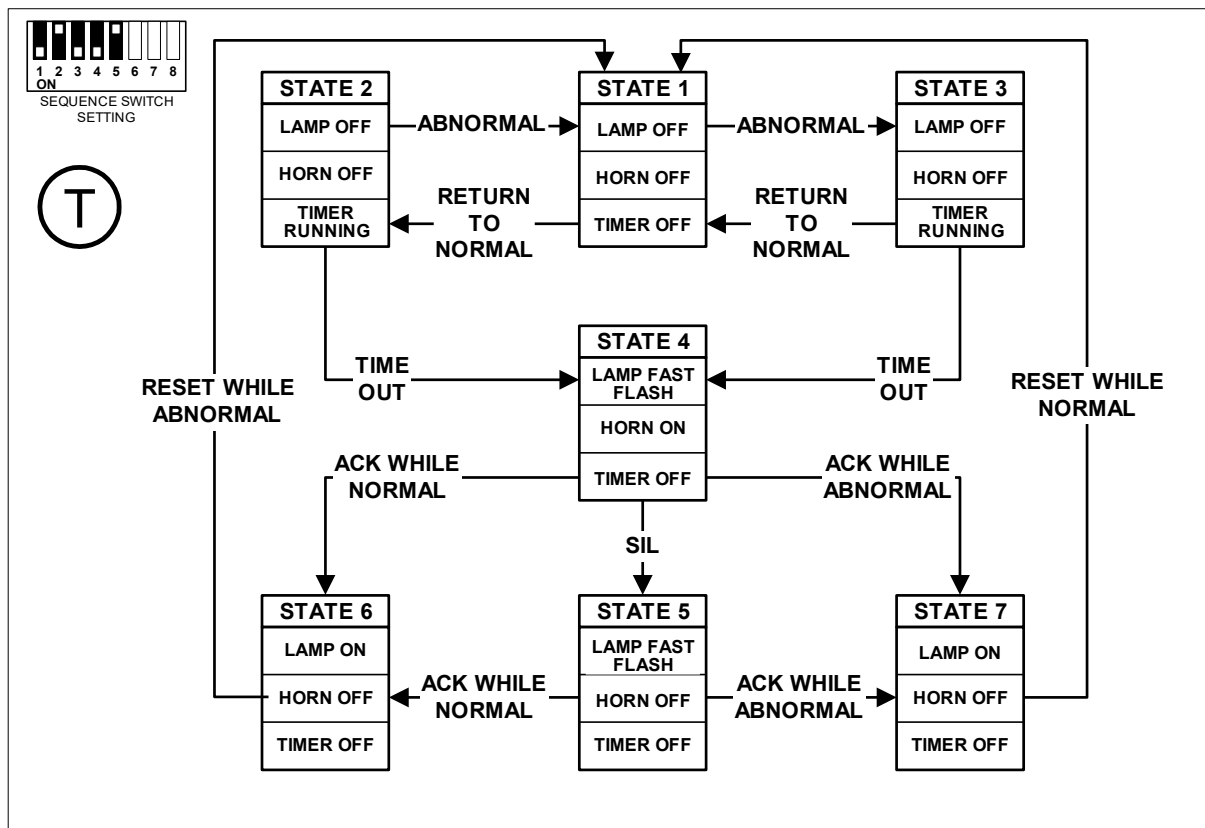 1 2 3 4 5 6 7 8
ON
SEQUENCE SWITCH
SETTING
T
STATE 2
LAMP OFF
HORN OFF
TIMER
RUNNING
ABNORMAL
RETURN
TO
NORMAL
STATE 1
LAMP OFF
HORN OFF
TIMER OFF
ABNORMAL
RETURN
TO
NORMAL
STATE 3
LAMP OFF
HORN OFF
TIMER
RUNNING
RESET WHILE
ABNORMAL
TIME
OUT
STATE 4
LAMP FAST
FLASH
HORN ON
TIMER OFF
TIME
OUT
RESET WHILE
NORMAL
ACK WHILE
NORMAL
SIL
ACK WHILE
ABNORMAL
STATE 6
LAMP ON
HORN OFF
TIMER OFF
ACK WHILE
NORMAL
STATE 5
LAMP FAST
FLASH
HORN OFF
TIMER OFF
ACK WHILE
ABNORMAL
STATE 7
LAMP ON
HORN OFF
TIMER OFF